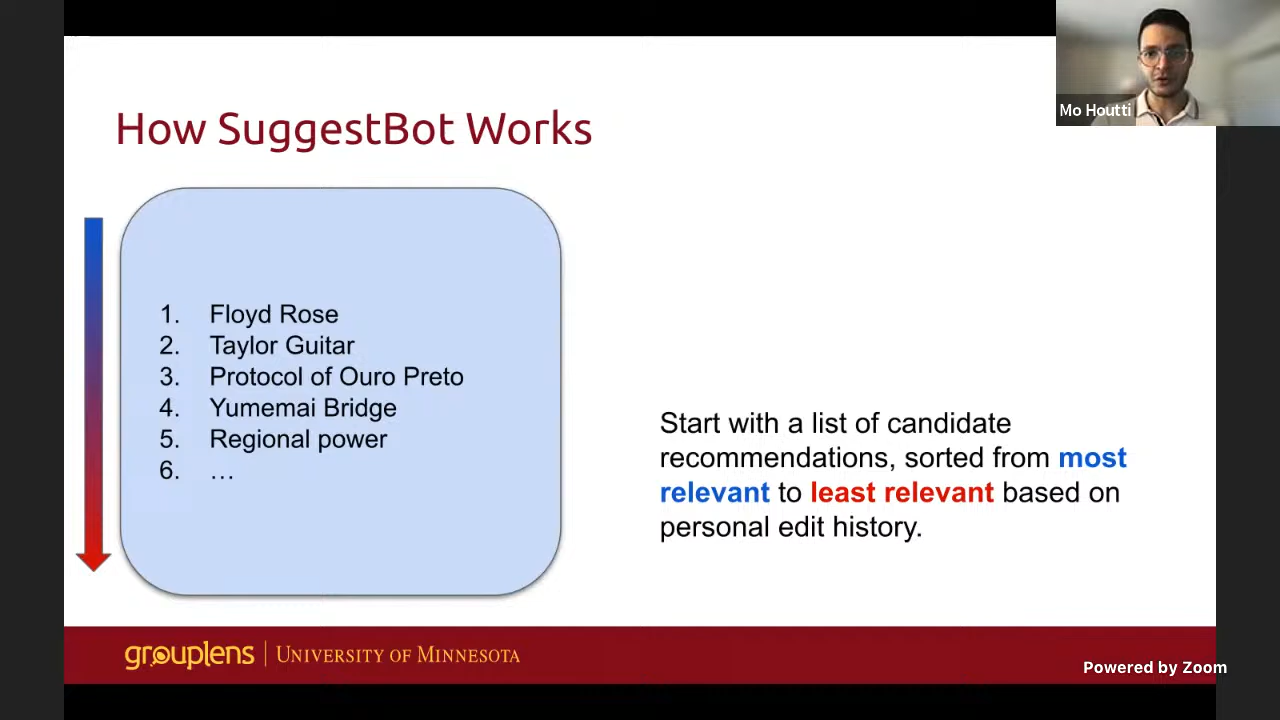 Mo Houtti
How SuggestBot Works
1. Floyd Rose
2. Taylor Guitar
3. Protocol of Ouro Preto
4. Yumemai Bridge
5. Regional power
6. …
Start with a list of candidate
recommendations, sorted from most
relevant to least relevant based on
personal edit history.
grouplens | UNIVERSITY OF MINNESOTA
Powered by Zoom